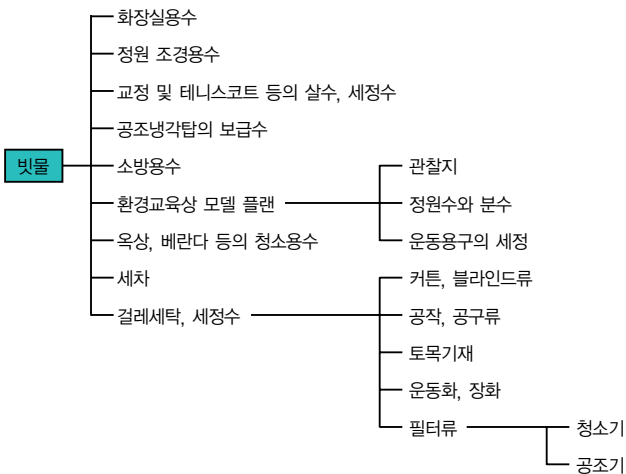 화장실용수
정원 조경용수
교정 및 테니스코트 등의 살수, 세정수
공조냉각탑의 보급수
빗물
소방용수
관찰지
환경교육상 모델 플랜
정원수와 분수
옥상, 베란다 등의 청소용수
운동용구의 세정
세차
커튼, 블라인드류
걸레세탁, 세정수
공작, 공구류
토목기재
운동화, 장화
필터류
청소기
공조기